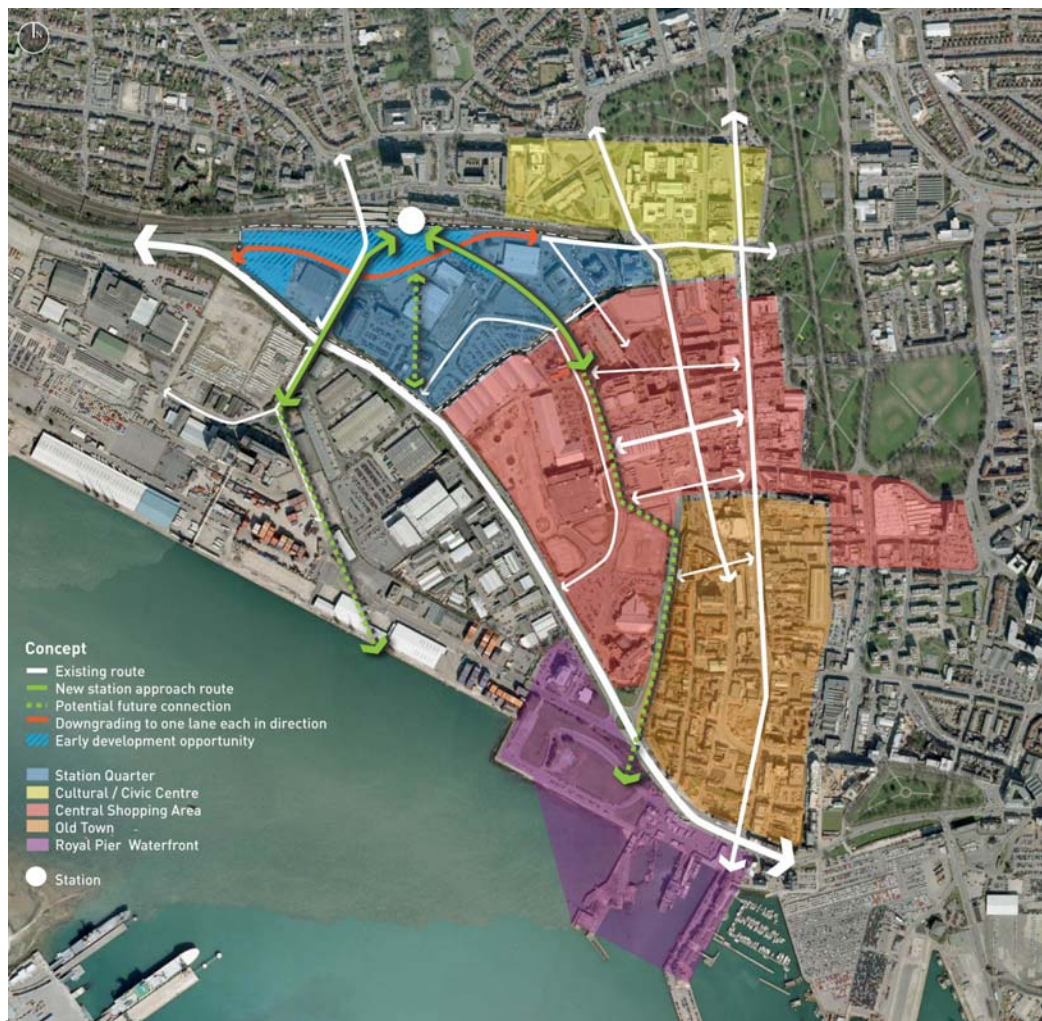 N
Concept
Existing route
New station approach route
Potential future connection
Downgrading to one lane each in direction
Early development opportunity
Station Quarter
Cultural / Civic Centre
Central Shopping Area
Old Town -
Royal Pier Waterfront
Station